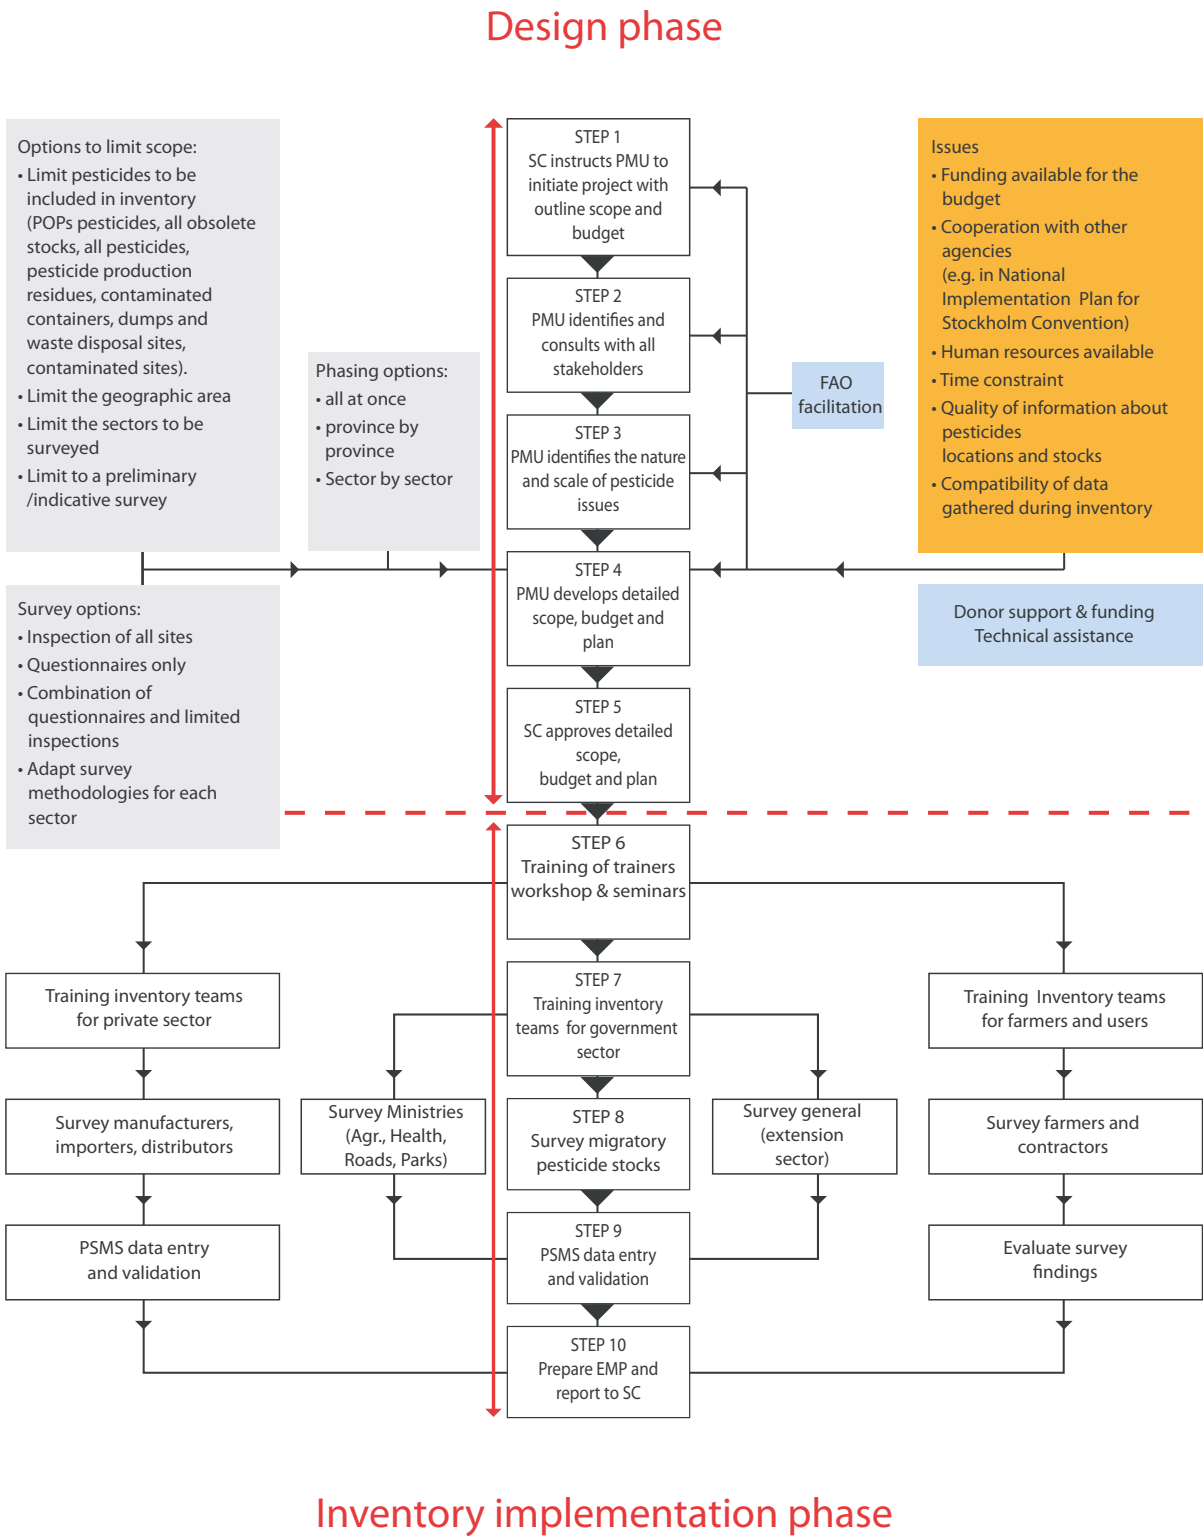 Design phase
Options to limit scope:
• Limit pesticides to be
included in inventory
(POPs pesticides, all obsolete
stocks, all pesticides,
pesticide production
residues, contaminated
containers, dumps and
waste disposal sites,
contaminated sites).
• Limit the geographic area
• Limit the sectors to be
surveyed
• Limit to a preliminary
/indicative survey
Phasing options:
• all at once
• province by
province
• Sector by sector
Survey options:
• Inspection of all sites
• Questionnaires only
• Combination of
questionnaires and limited
inspections
• Adapt survey
methodologies for each
sector
STEP 1
SC instructs PMU to
initiate project with
outline scope and
budget
STEP 2
PMU identifies and
consults with all
stakeholders
STEP 3
PMU identifies the nature
and scale of pesticide
issues
STEP 4
PMU develops detailed
scope, budget and
plan
STEP 5
SC approves detailed
scope,
budget and plan
FAO
facilitation
Issues
• Funding available for the
budget
• Cooperation with other
agencies
(e.g. in National
Implementation Plan for
Stockholm Convention)
• Human resources available
• Time constraint
• Quality of information about
pesticides
locations and stocks
• Compatibility of data
gathered during inventory
Donor support & funding
Technical assistance
STEP 6
Training of trainers
workshop & seminars
Training inventory teams
for private sector
Survey manufacturers,
importers, distributors
PSMS data entry
and validation
STEP 7
Training inventory
teams for government
sector
Survey Ministries
(Agr., Health,
Roads, Parks)
STEP 8
Survey migratory
pesticide stocks
Survey general
(extension
sector)
STEP 9
PSMS data entry
and validation
Training Inventory teams
for farmers and users
Survey farmers and
contractors
Evaluate survey
findings
STEP 10
Prepare EMP and
report to SC
Inventory implementation phase